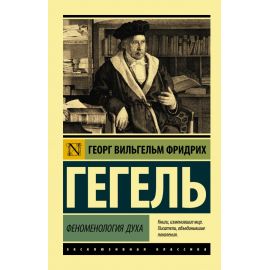 N
ГЕОРГ ВИЛЬГЕЛЬМ ФРИДРИХ
ГЕГЕЛЬ
ФЕНОМЕНОЛОГИЯ ДУХА
Книги, изменившие мир.
Писатели, объединившие
поколения.
ЭКСКЛЮЗИВНАЯ КЛАССИКА